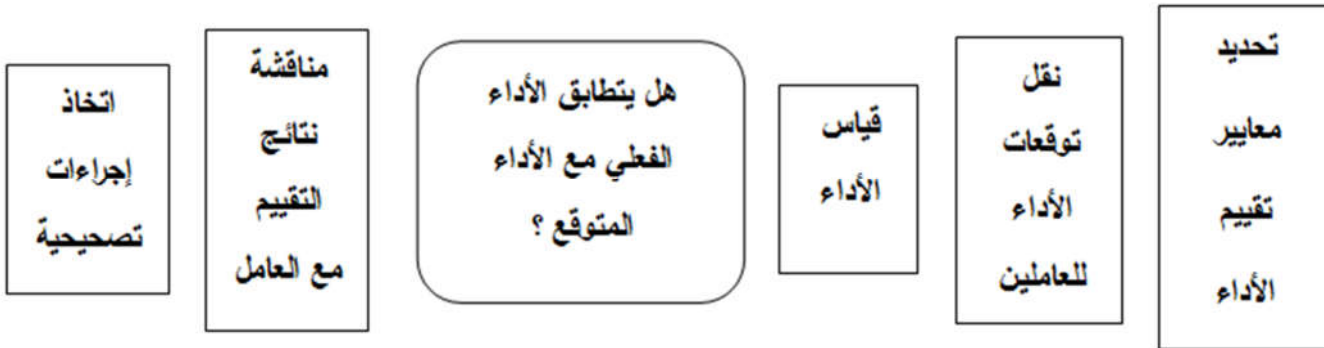 تحديد
معايير
تقييم
الأداء
نقل
توقعات
الأداء
للعاملين
قياس
الأداء
هل يتطابق الأداء
الفعلي مع الأداء
المتوقع ؟
مناقشة
نتائج
التقييم
مع العامل
اتخاذ
إجراءات
تصحيحية